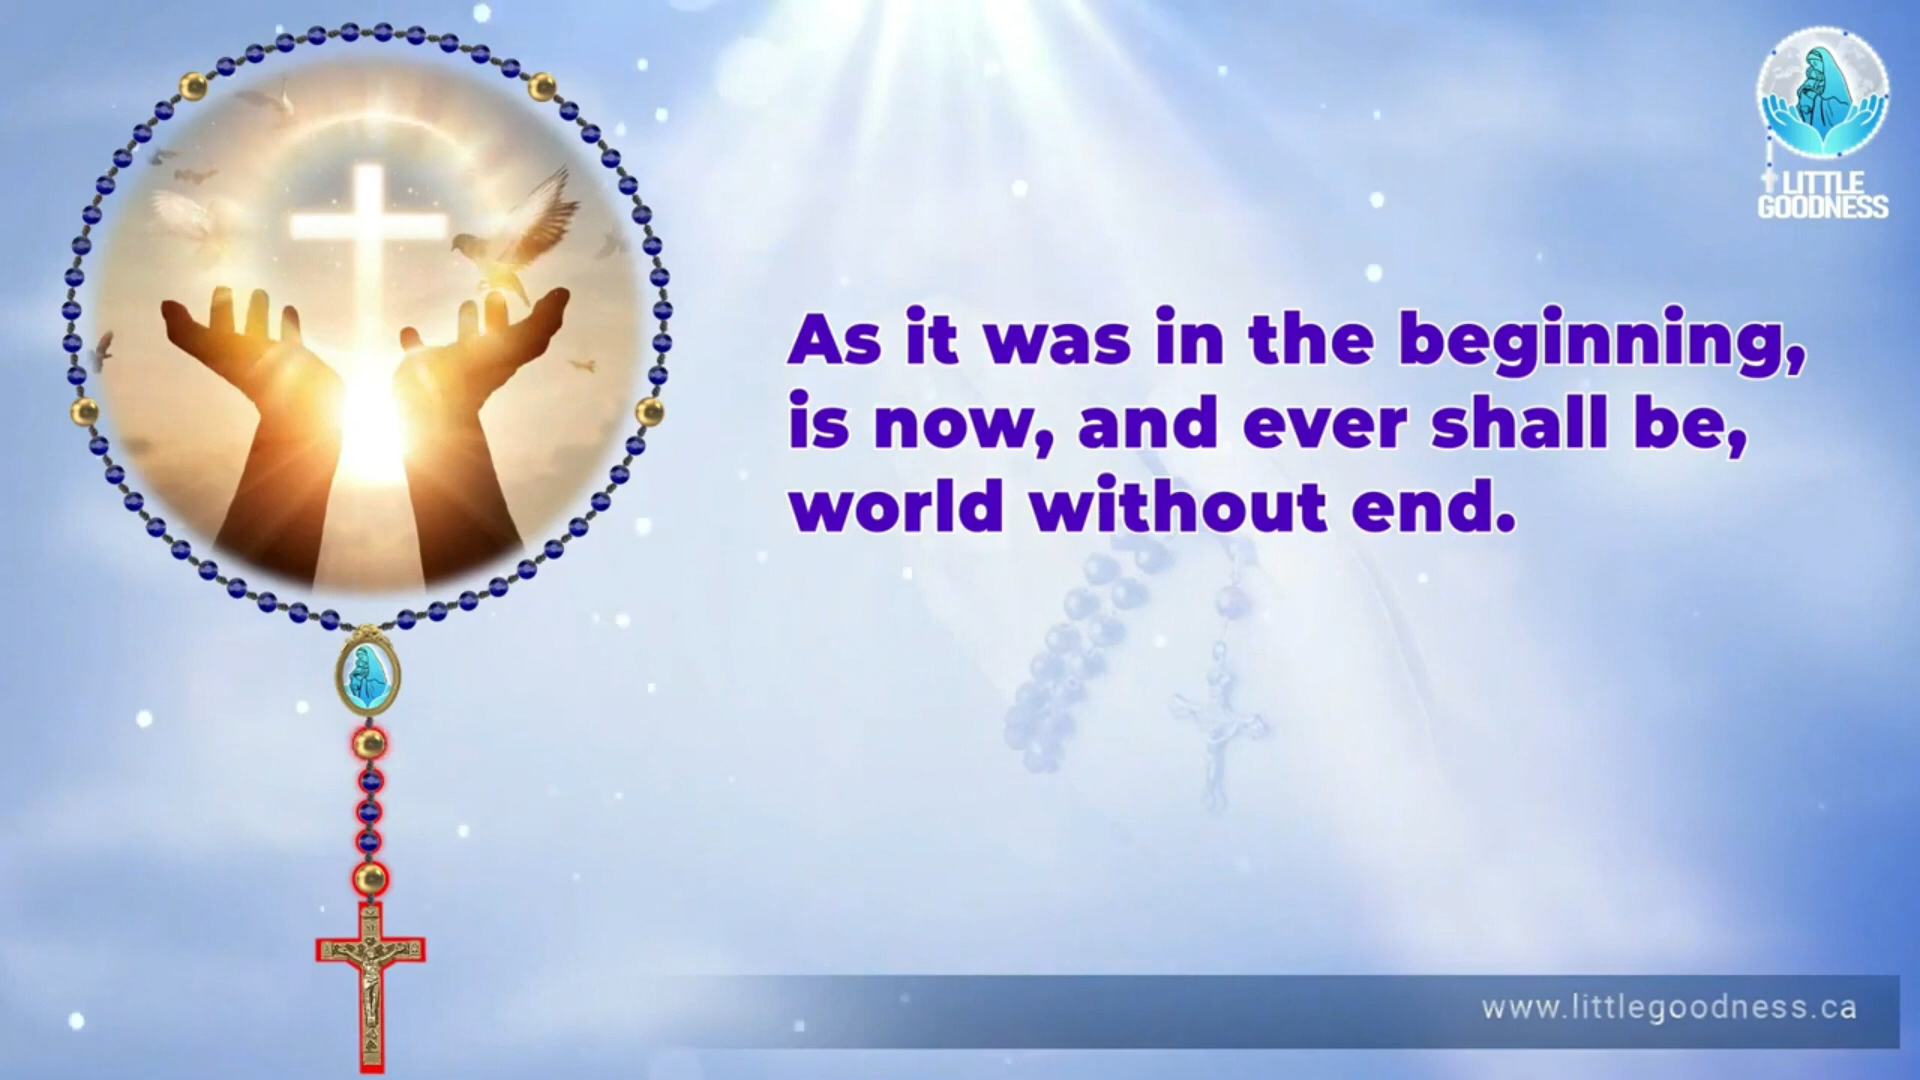 LITTLE
GOODNESS
As it was in the beginning,
is now, and ever shall be,
world without end.
www.littlegoodness.ca